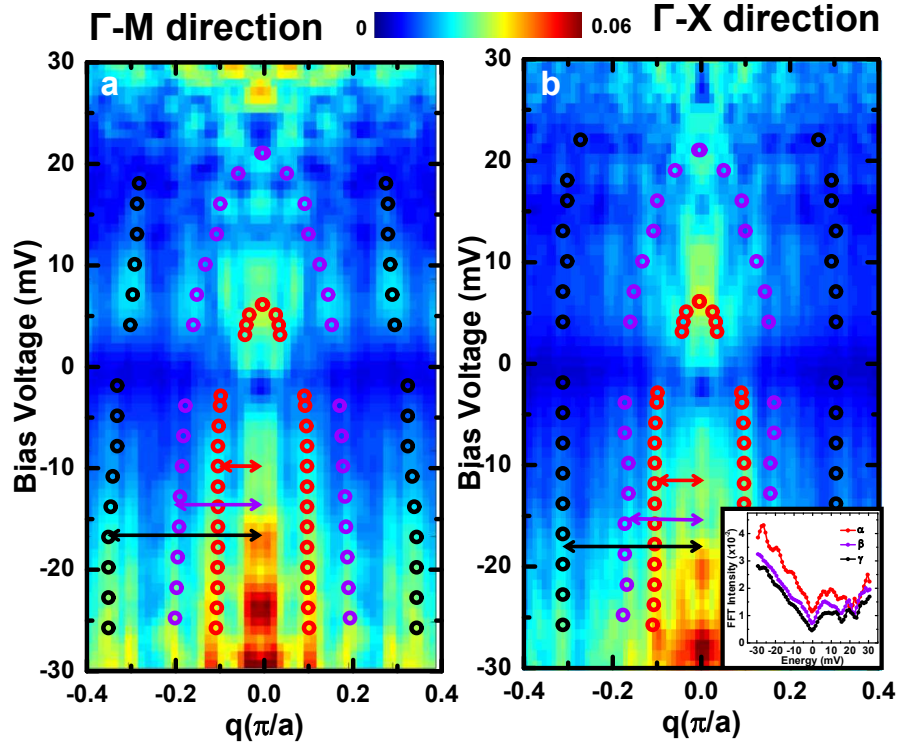 Γ-M direction
0
0.06
Γ-X direction
a
30
20
10
0
-10
-20
-30
Bias Voltage (mV)
-0.4
-0.2
0.0
0.2
0.4
q(π/a)
b
30
20
10
0
-10
-20
-30
Bias Voltage (mV)
-0.4
-0.2
0.0
0.2
0.4
q(π/a)
α
β
γ
4
3
2
1
FFT Intensity (x10⁻³)
-30 -20 -10 0 10 20 30
Energy (mV)